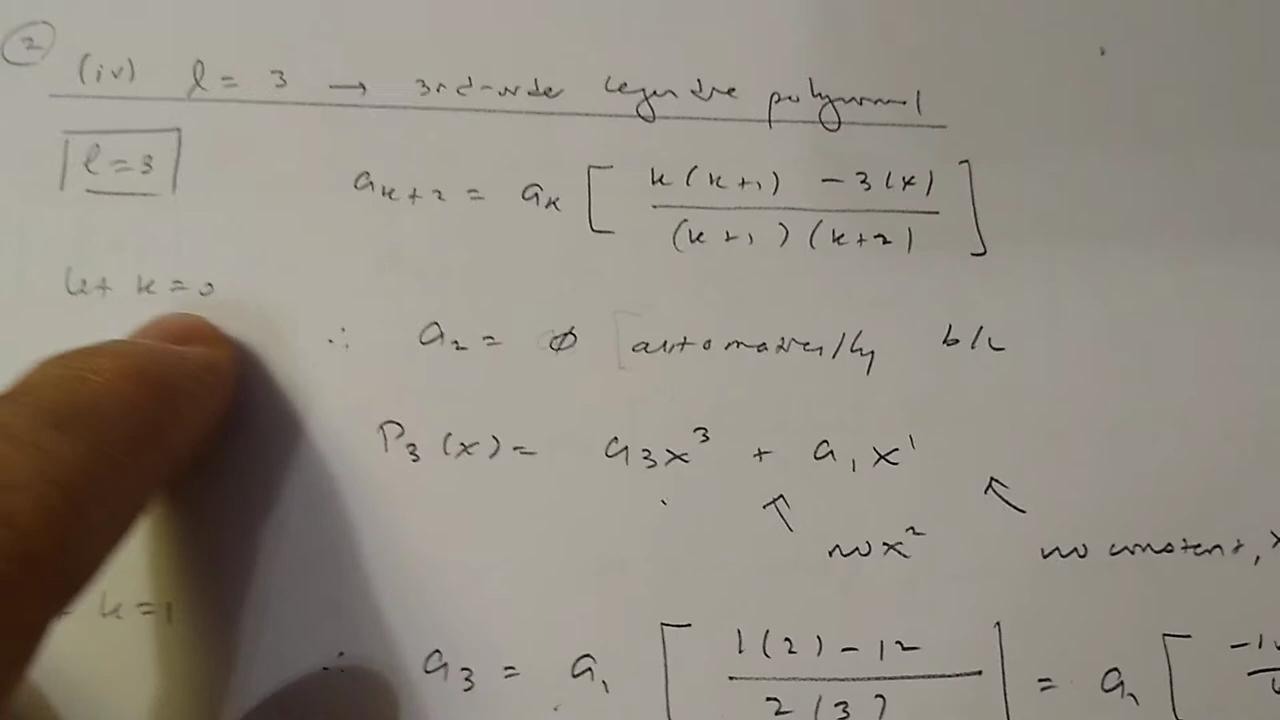 2
(iv) l = 3 → 3rd-order Legendre polynomial
l = 3
a_{k+2} = a_k [ (k(k+1) - 3(4)) / ((k+1)(k+2)) ]
let k = 0
∴ a_2 = ϕ [automatically b/c
P_3(x) = a_3x^3 + a_1x^1
↖ no x^2 ↖ no constant, x
k = 1
∴ a_3 = a_1 [ (1(2) - 12) / (2(3)) ] = a_1 [